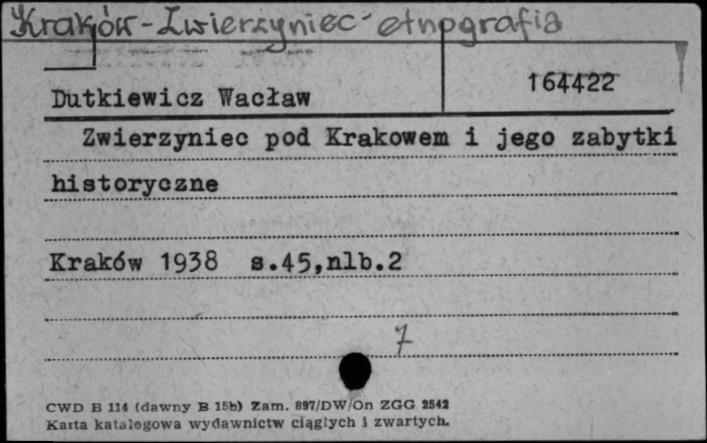 Kraków-Zwierzyniec-etnografia
Dutkiewicz Wacław
164422
Zwierzyniec pod Krakowem i jego zabytki
historyczne
Kraków 1938 s.45,nlb.2
7
CWD B 114 (dawny B 15b) Zam. 897/DW/On ZGG 2542
Karta katalogowa wydawnictw ciągłych i zwartych.